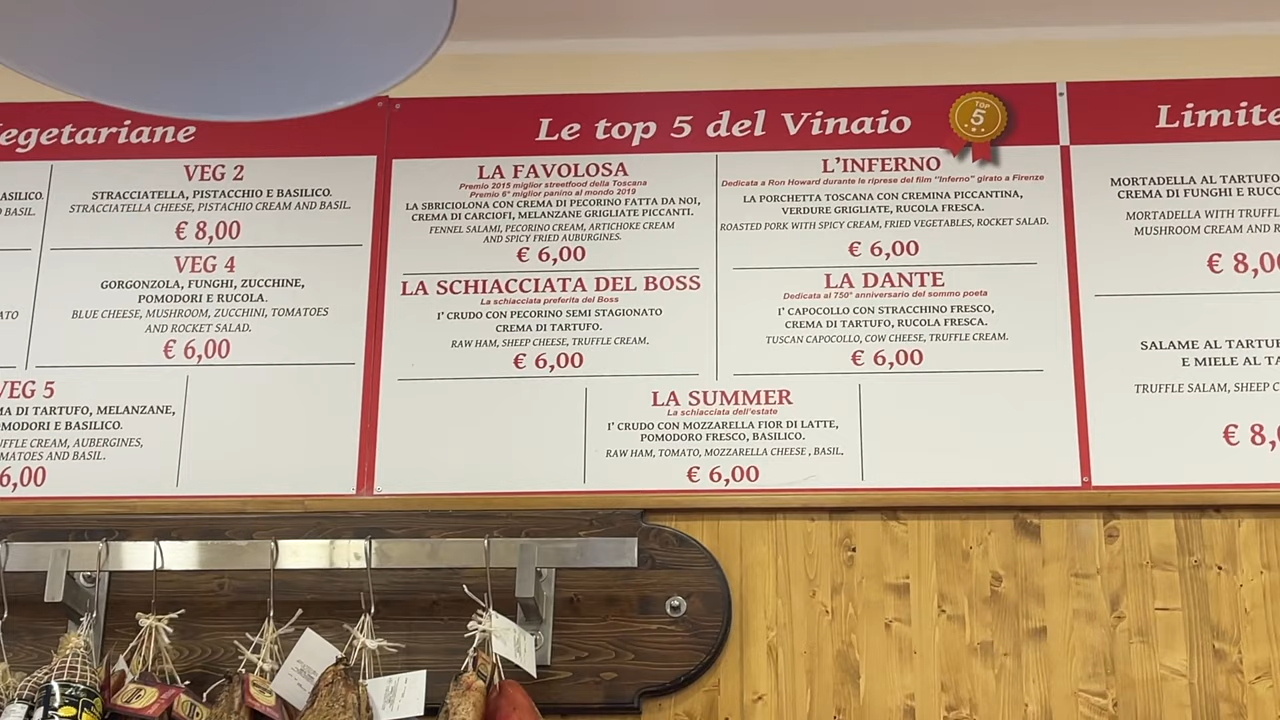 egetariane
ASILICO.
BASIL.
VEG 2
STRACCIATELLA, PISTACCHIO E BASILICO.
STRACCIATELLA CHEESE, PISTACHIO CREAM AND BASIL.
€ 8,00
ATO
VEG 4
GORGONZOLA, FUNGHI, ZUCCHINE,
POMODORI E RUCOLA.
BLUE CHEESE, MUSHROOM, ZUCHINI, TOMATOES
AND ROCKET SALAD.
€ 6,00
VEG 5
MA DI TARTUFO, MELANZANE,
OMODORI E BASILICO.
UFFLE CREAM, AUBERGINES,
MATOES AND BASIL.
6,00
Le top 5 del Vinaio
TOP
5
LA FAVOLOSA
Premio 2015 miglior streetfood della Toscana
Premio 6° miglior panino al mondo 2019
LA SBRICIOLONA CON CREMA DI PECORINO FATTA DA NOI,
CREMA DI CARCIOFI, MELANZANE GRIGLIATE PICCANTI.
FENNEL SALAMI, PECORINO CREAM, ARTICHOKE CREAM
AND SPICY FRIED AUBURGINES.
€ 6,00
L'INFERNO
Dedicata a Ron Howard durante le riprese del film "Inferno" girato a Firenze
LA PORCHETTA TOSCANA CON CREMINA PICCANTINA,
VERDURE GRIGLIATE, RUCOLA FRESCA.
ROASTED PORK WITH SPICY CREAM, FRIED VEGETABLES, ROCKET SALAD.
€ 6,00
LA SCHIACCIATA DEL BOSS
La schiacciata preferita del Boss
I' CRUDO CON PECORINO SEMI STAGIONATO
CREMA DI TARTUFO.
RAW HAM, SHEEP CHEESE, TRUFFLE CREAM.
€ 6,00
LA DANTE
Dedicata al 750° anniversario del sommo poeta
I' CAPOCOLLO CON STRACCHINO FRESCO,
CREMA DI TARTUFO, RUCOLA FRESCA.
TUSCAN CAPOCOLLO, COW CHEESE, TRUFFLE CREAM.
€ 6,00
LA SUMMER
La schiacciata dell'estate
I' CRUDO CON MOZZARELLA FIOR DI LATTE,
POMODORO FRESCO, BASILICO.
RAW HAM, TOMATO, MOZZARELLA CHEESE , BASIL.
€ 6,00
Limite
MORTADELLA AL TARTUFO
CREMA DI FUNGHI E RUCO
MORTADELLA WITH TRUFFL
MUSHROOM CREAM AND R
€ 8,00
SALAME AL TARTUF
E MIELE AL TA
TRUFFLE SALAM, SHEEP C
€ 8,0